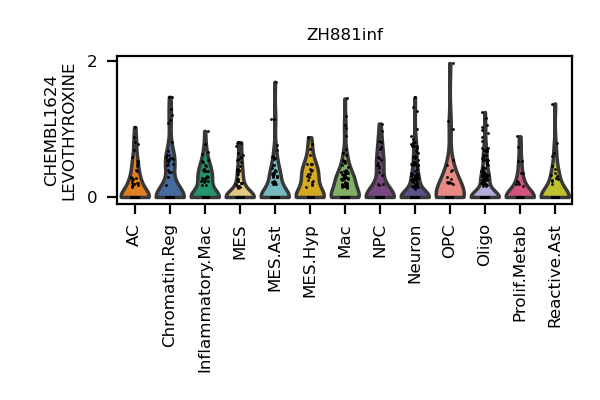 ZH881inf
CHEMBL1624
LEVOTHYROXINE
2
0
AC
Chromatin.Reg
Inflammatory.Mac
MES
MES.Ast
MES.Hyp
Mac
NPC
Neuron
OPC
Oligo
Prolif.Metab
Reactive.Ast